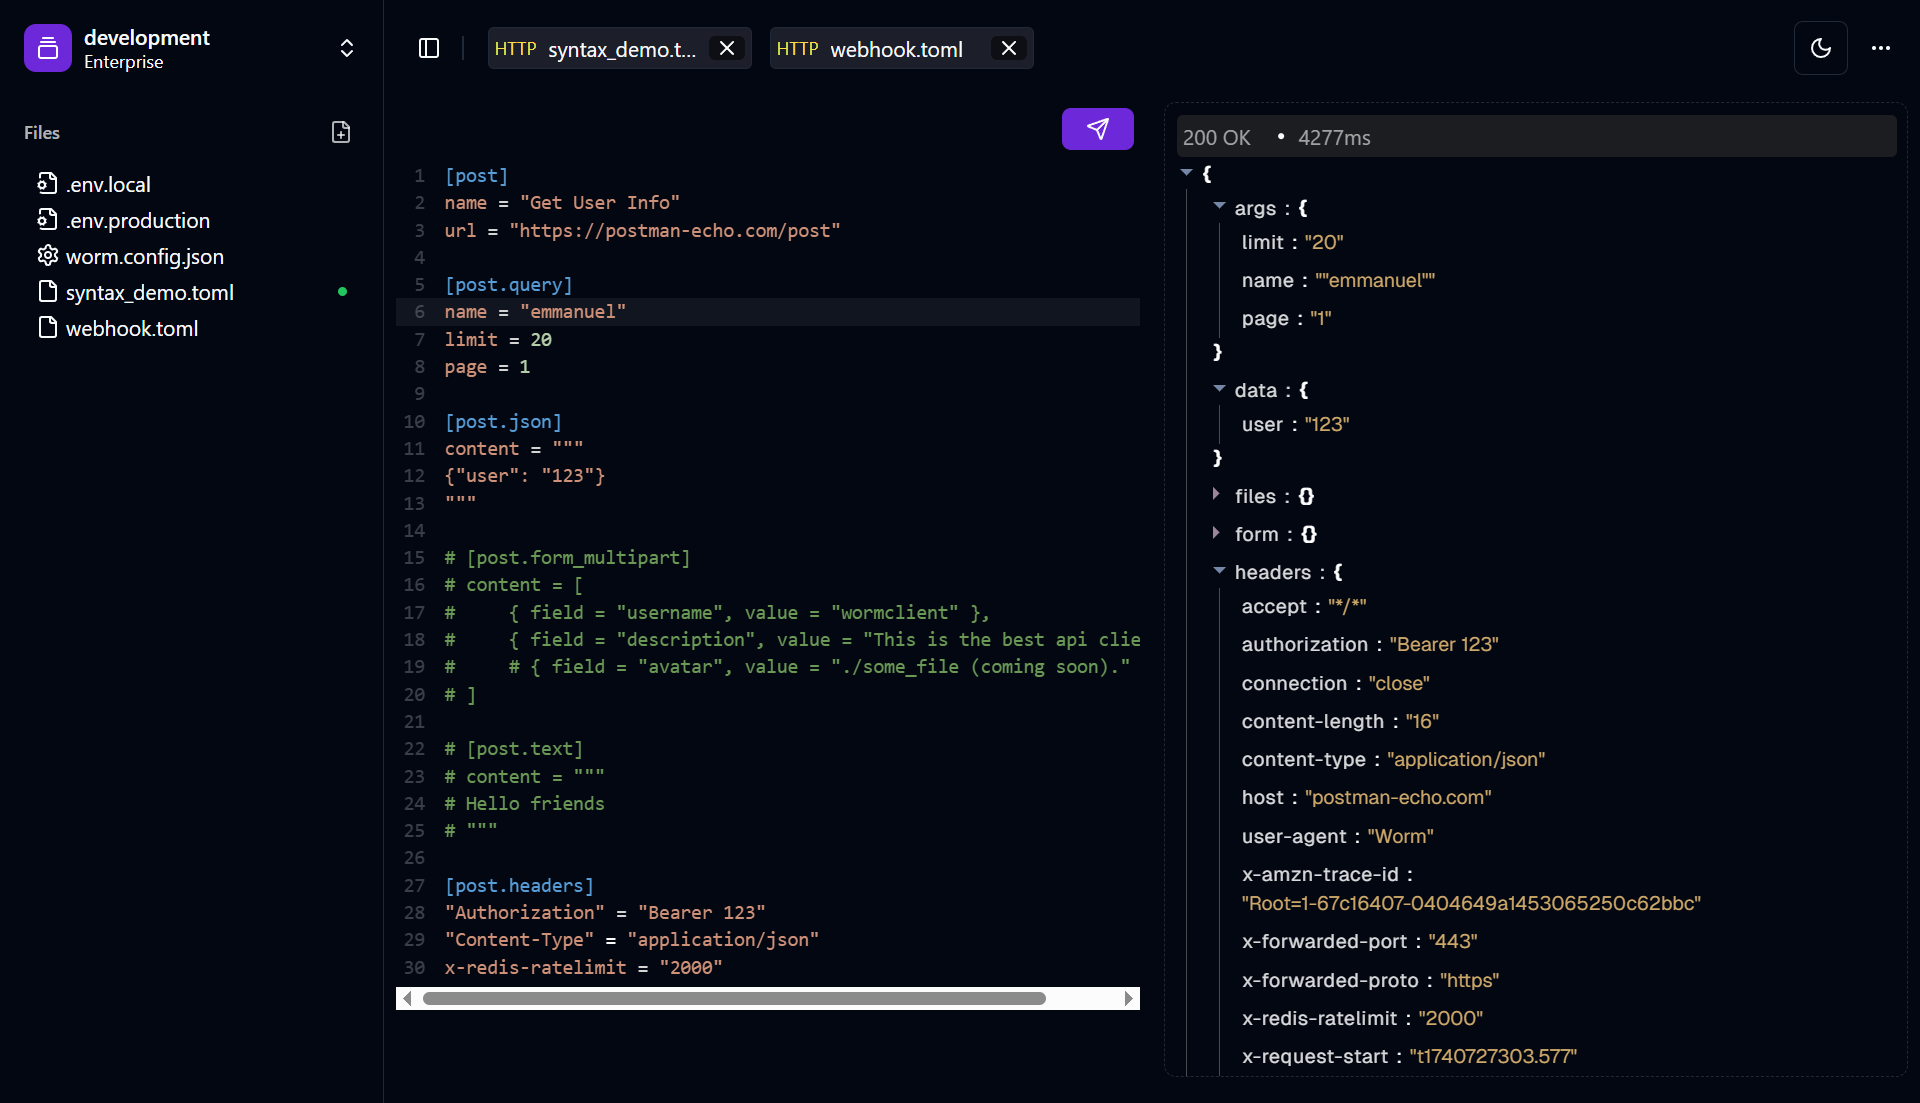 development
Enterprise
Files
.env.local
.env.production
worm.config.json
syntax_demo.toml
webhook.toml
HTTP syntax_demo.t...
HTTP webhook.toml
1 [post]
2 name = "Get User Info"
3 url = "https://postman-echo.com/post"
4
5 [post.query]
6 name = "emmanuel"
7 limit = 20
8 page = 1
9
10 [post.json]
11 content = """
12 {"user": "123"}
13 """
14
15 # [post.form_multipart]
16 # content = [
17 #     { field = "username", value = "wormclient" },
18 #     { field = "description", value = "This is the best api clie
19 #     # { field = "avatar", value = "./some_file (coming soon)."
20 # ]
21
22 # [post.text]
23 # content = """
24 # Hello friends
25 # """
26
27 [post.headers]
28 "Authorization" = "Bearer 123"
29 "Content-Type" = "application/json"
30 x-redis-ratelimit = "2000"
200 OK • 4277ms
{
args : {
limit : "20"
name : ""emmanuel""
page : "1"
}
data : {
user : "123"
}
files : {}
form : {}
headers : {
accept : "*/*"
authorization : "Bearer 123"
connection : "close"
content-length : "16"
content-type : "application/json"
host : "postman-echo.com"
user-agent : "Worm"
x-amzn-trace-id :
"Root=1-67c16407-0404649a1453065250c62bbc"
x-forwarded-port : "443"
x-forwarded-proto : "https"
x-redis-ratelimit : "2000"
x-request-start : "t1740727303.577"